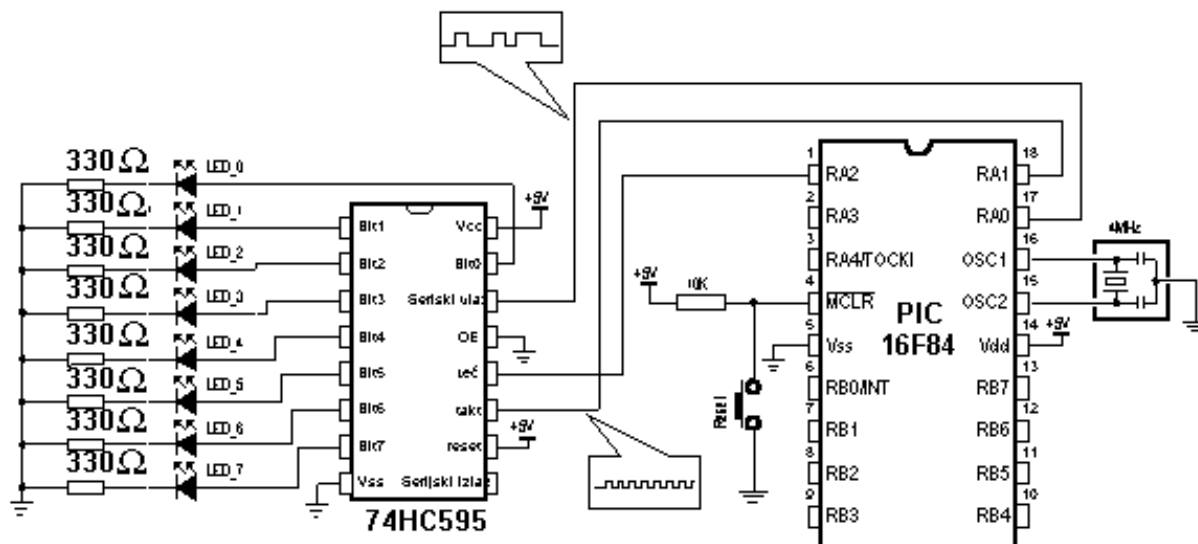 330Ω
LED_0
330Ω
LED_1
330Ω
LED_2
330Ω
LED_3
330Ω
LED_4
330Ω
LED_5
330Ω
LED_6
330Ω
LED_7
+5V
Bit1
Vcc
Bit2
Bit0
Bit3
Serijski
Bit4
OE
Bit5
Leč
Bit6
takt
Bit7
reset
+5V
Vss
Serijski
74HC595
+5V
10K
Reset
1
RA2
2
RA3
3
RA4/TOCKI
4
MCLR
5
Vss
6
RB0/INT
7
RB1
8
RB2
9
RB3
PIC
16F84
18
RA1
17
RA0
16
OSC1
15
OSC2
14
Vdd
13
RB7
12
RB6
11
RB5
10
RB4
+5V
4MHz